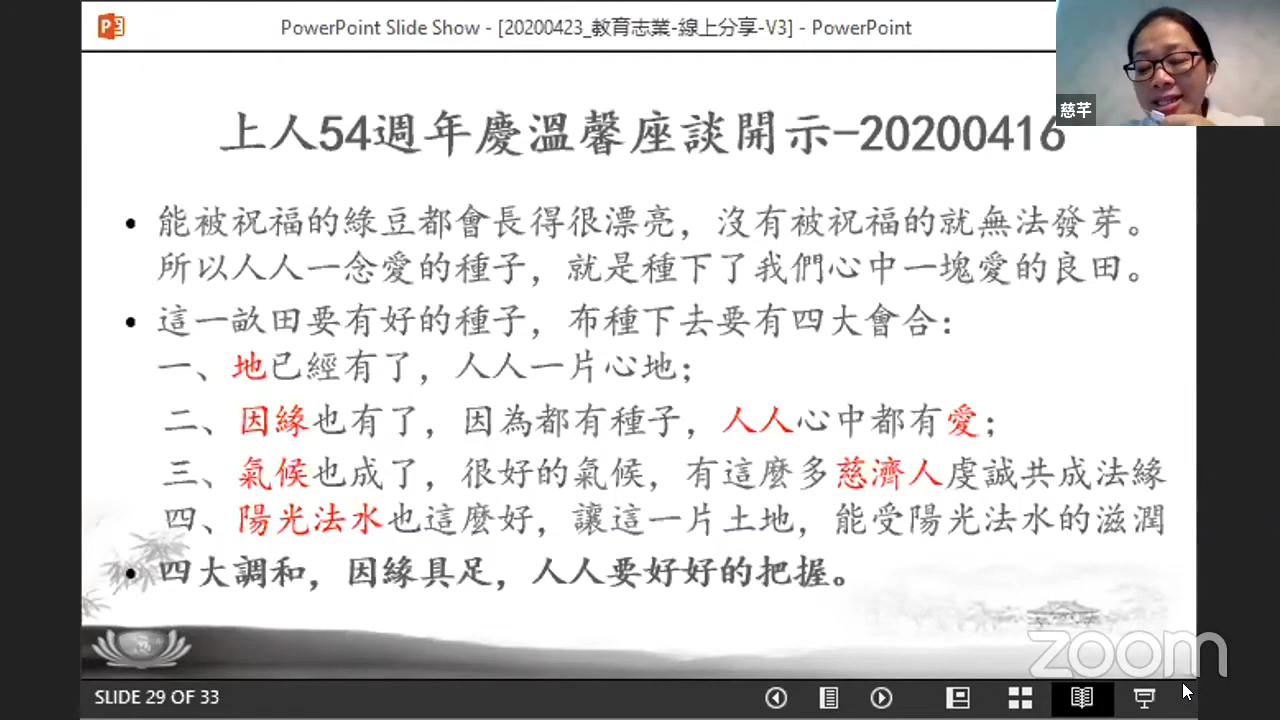 PowerPoint Slide Show - [20200423_教育志業-線上分享-V3] - PowerPoint
慈芊
上人54週年慶溫馨座談開示-20200416
• 能被祝福的綠豆都會長得很漂亮，沒有被祝福的就無法發芽。
所以人人一念愛的種子，就是種下了我們心中一塊愛的良田。
• 這一畝田要有好的種子，布種下去要有四大會合：
一、地已經有了，人人一片心地；
二、因緣也有了，因為都有種子，人人心中都有愛；
三、氣候也成了，很好的氣候，有這麼多慈濟人虔誠共成法緣
四、陽光法水也這麼好，讓這一片土地，能受陽光法水的滋潤
• 四大調和，因緣具足，人人要好好的把握。
zoom
SLIDE 29 OF 33